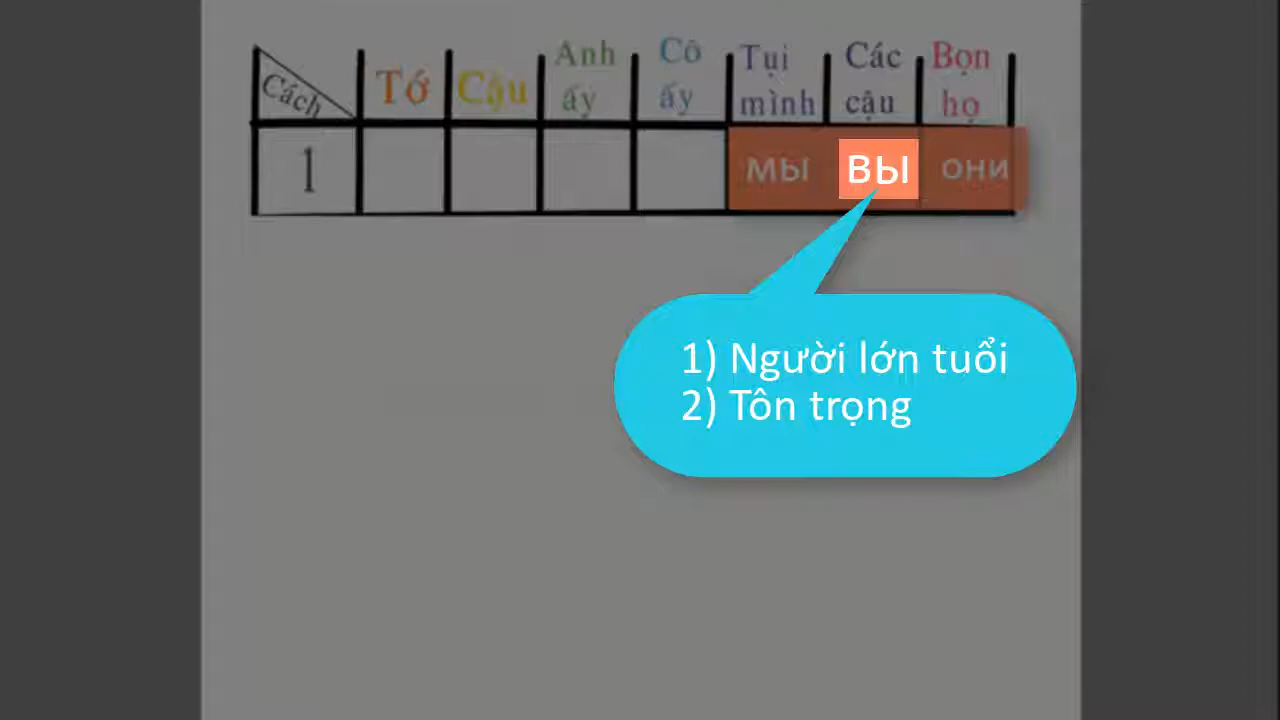 Cách
Tớ
Cậu
Anh ấy
Cô ấy
Tụi mình
Các cậu
Bọn họ
1
мы
вы
они
1) Người lớn tuổi
2) Tôn trọng